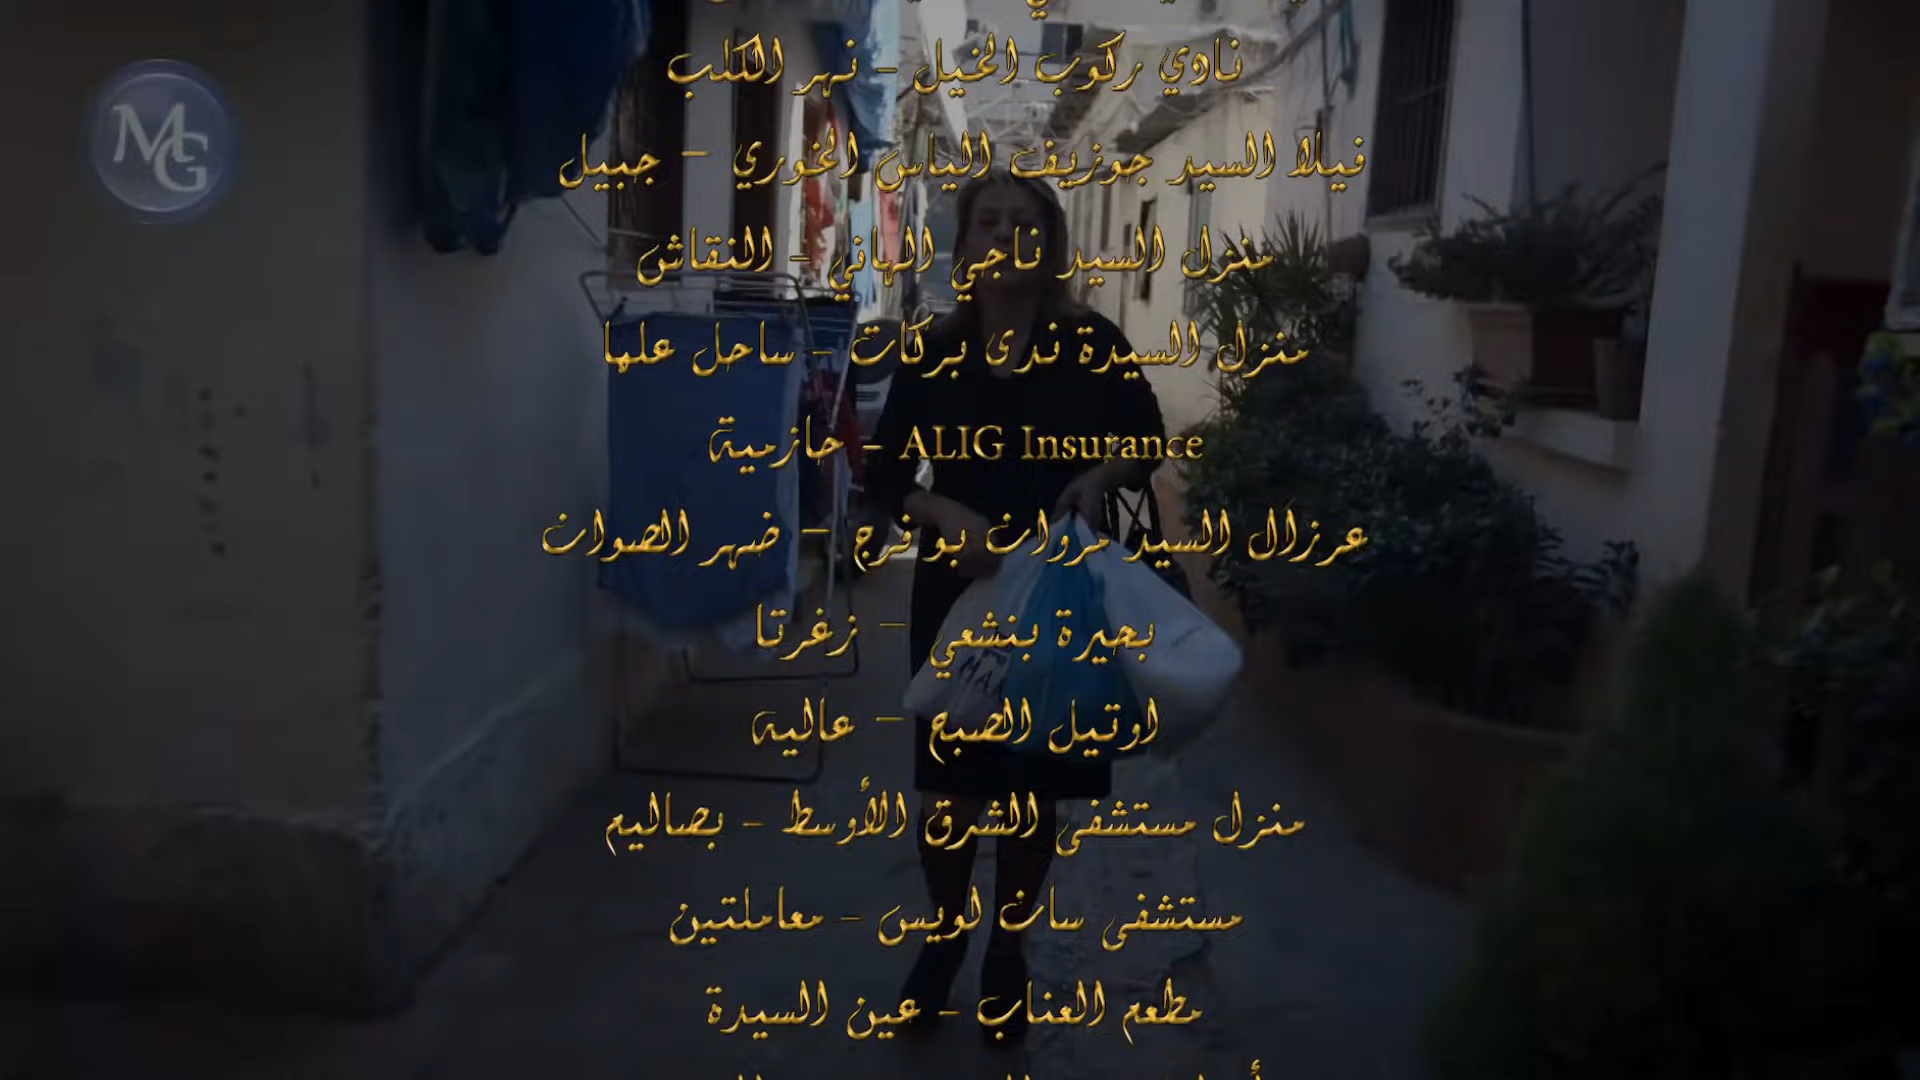 MG
نادي ركوب الخيل - نهر الكلب
فيلا السيد جوزيف الياس الخوري - جبيل
منزل السيد ناجي الهاني - النقاش
منزل السيدة ندى بركات - ساحل علما
ALIG Insurance - حازمية
عرزال السيد مروان بو فرج - ضهر الصوان
بحيرة بنشعي - زغرتا
اوتيل الصبح - عاليه
منزل مستشفى الشرق الأوسط - بصاليم
مستشفى سان لويس - معاملتين
مطعم العناب - عين السيدة
MAX